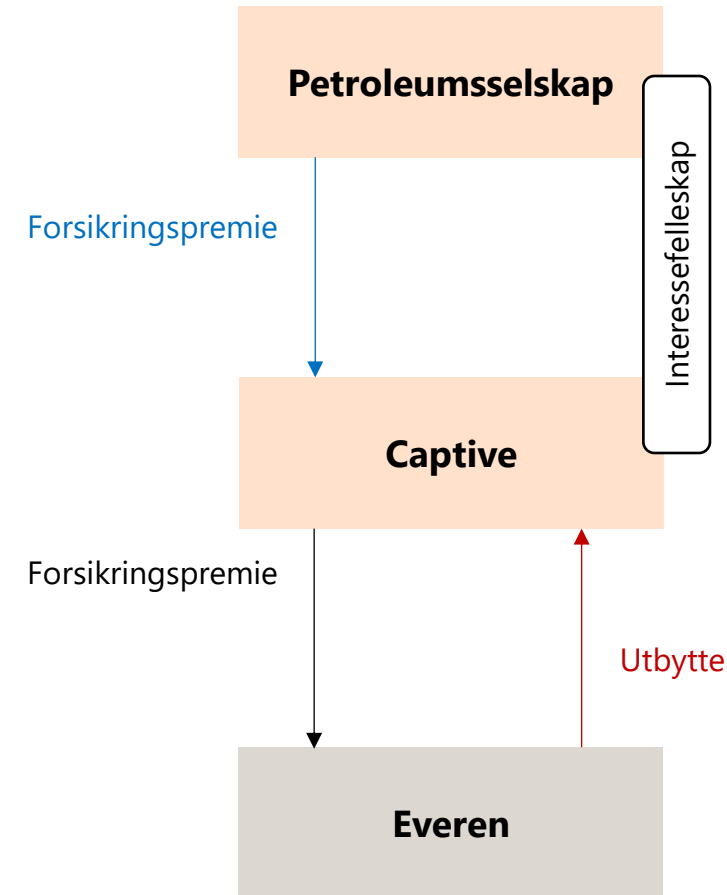 Petroleumsselskap
Interessefelleskap
Forsikringspremie
Captive
Forsikringspremie
Utbytte
Everen